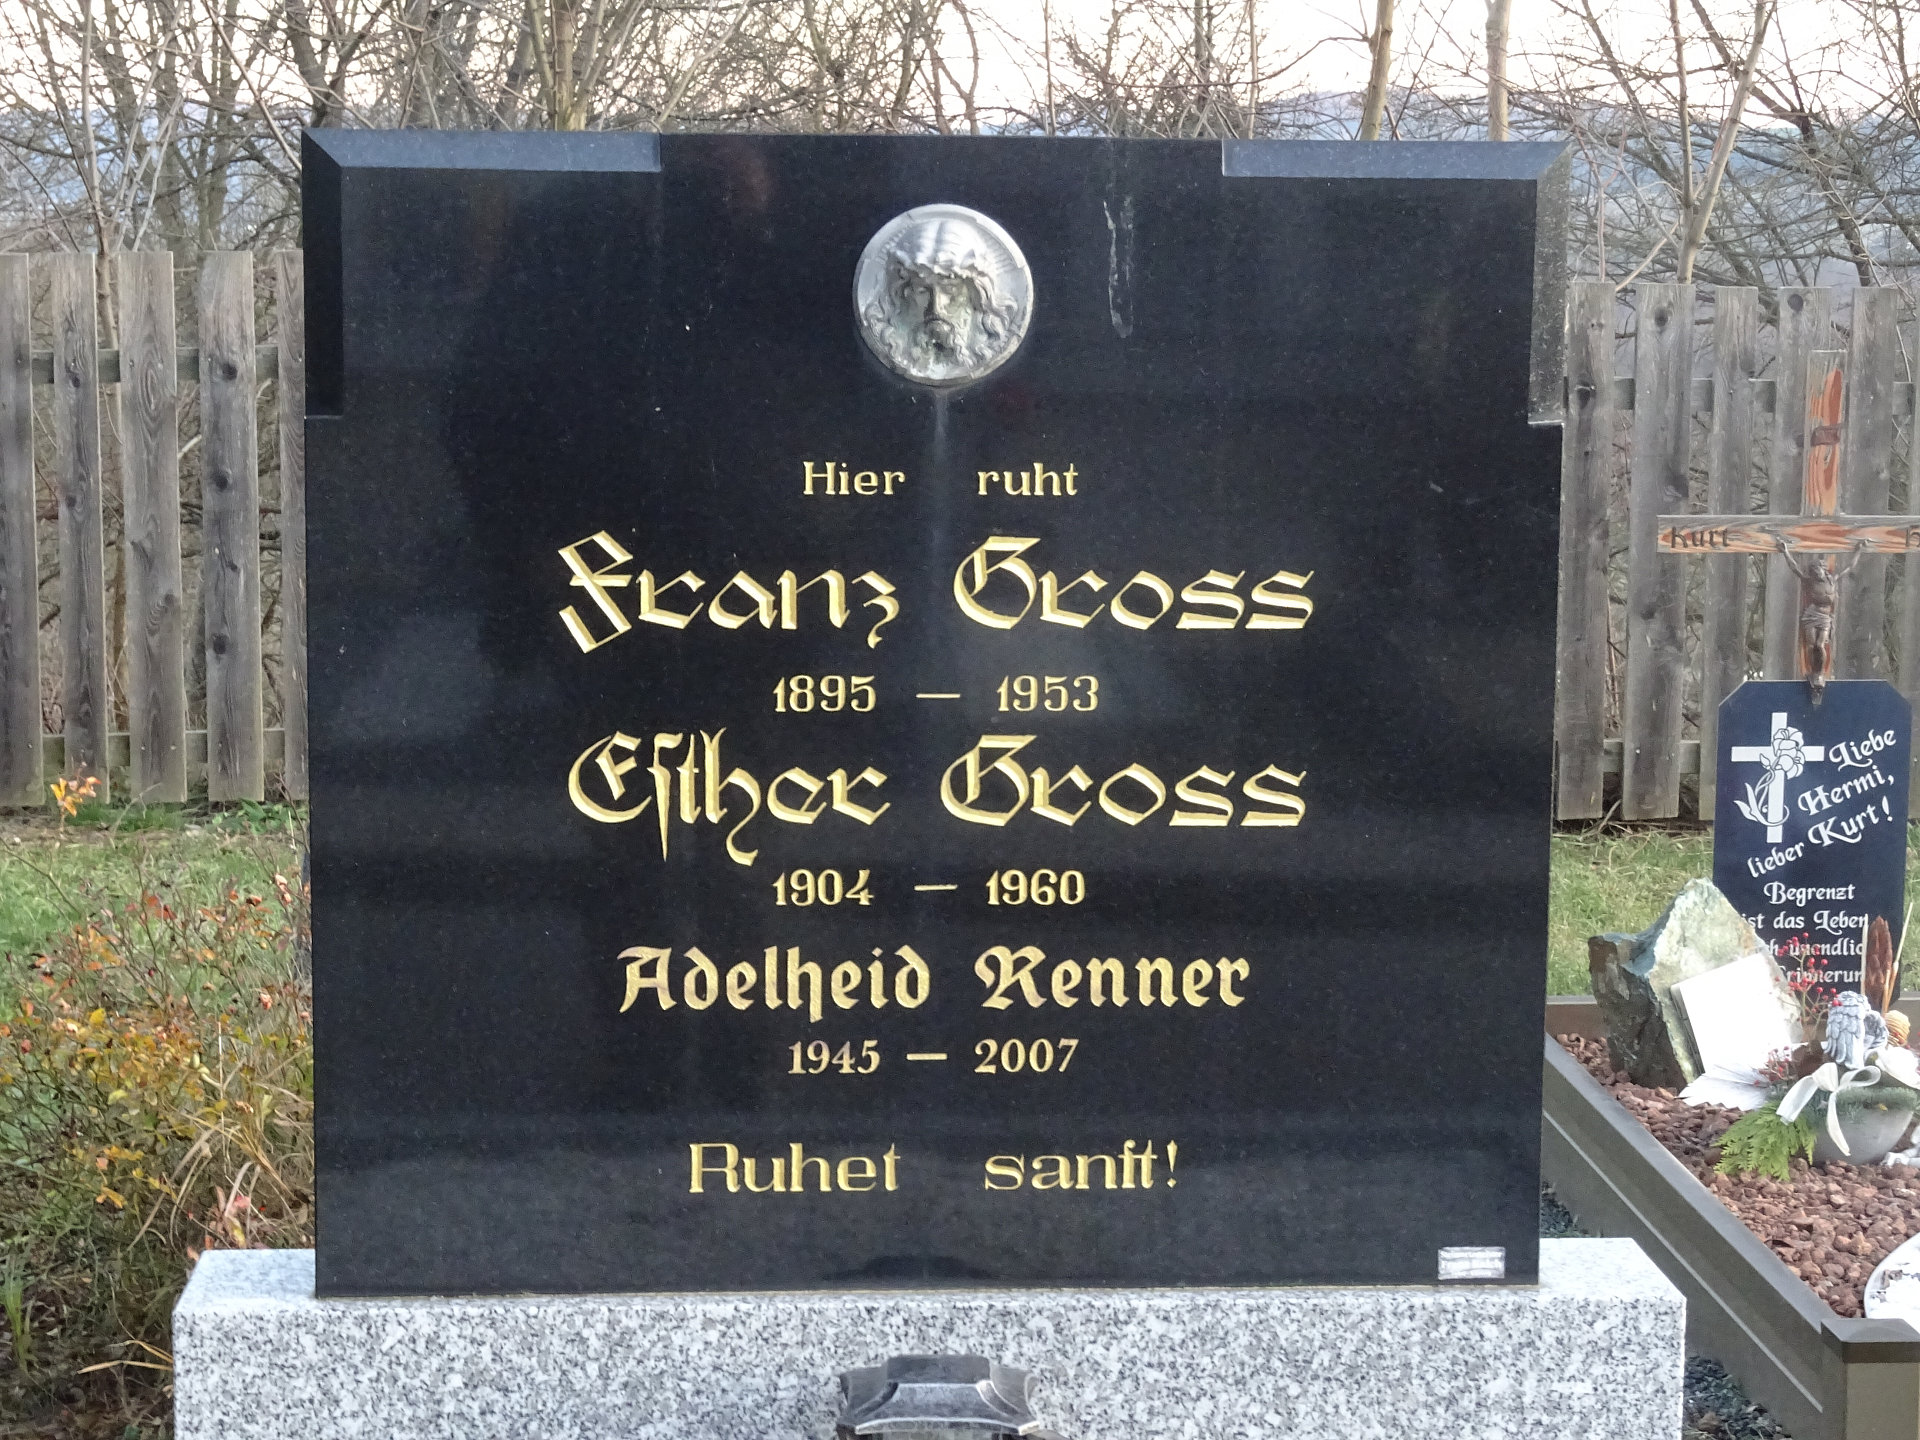 Hier ruht
Franz Gross
1895 — 1953
Esther Gross
1904 — 1960
Adelheid Renner
1945 — 2007
Ruhet sanft!
Kurt
Liebe
Hermi,
lieber Kurt!
Begrenzt
ist das Leben